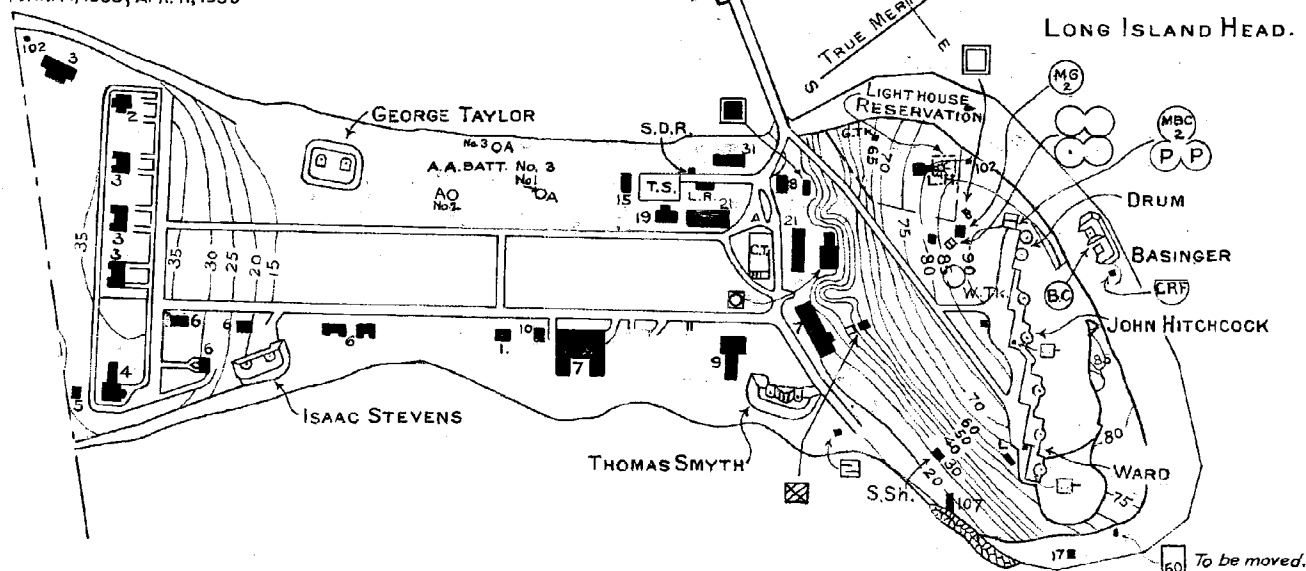 LONG ISLAND HEAD.
TRUE MERI
S
E
LIGHTHOUSE
RESERVATION
MG
2
MBC
2
P P
102
3
2
3
3
3
4
5
GEORGE TAYLOR
No. 3 OA
A.A. BATT. No. 3
No.1
OA
AO
No.2
S.D.R.
31
T.S.
L.R.
15
19
21
18
21
C.T.
G.TK.
65
70
75
80
85
90
L.H.
102
W.TK.
DRUM
BASINGER
B.C
CRF
JOHN HITCHCOCK
85
80
75
WARD
35
35
30
25
20
15
6
6
6
6
1.
10
7
9
7
ISAAC STEVENS
THOMAS SMYTH
70
60
50
40
30
20
S.Sh.
107
17
60 To be moved.